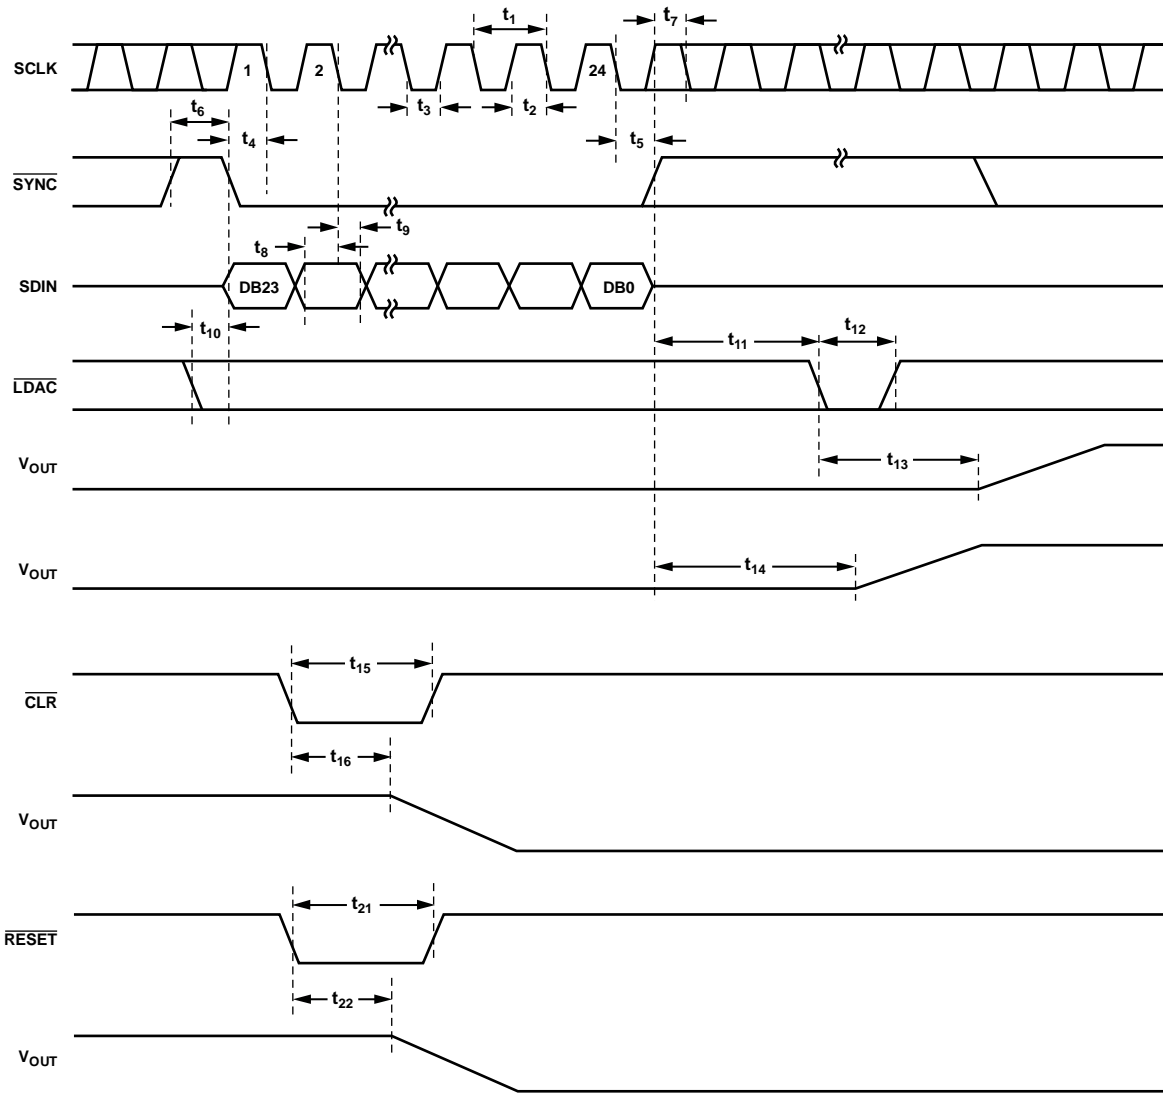 t1
t7
SCLK
1
2
24
t3
t2
t6
t4
t5
SYNC
t9
t8
SDIN
DB23
DB0
t10
t11
t12
LDAC
t13
VOUT
t14
VOUT
t15
CLR
t16
VOUT
t21
RESET
t22
VOUT